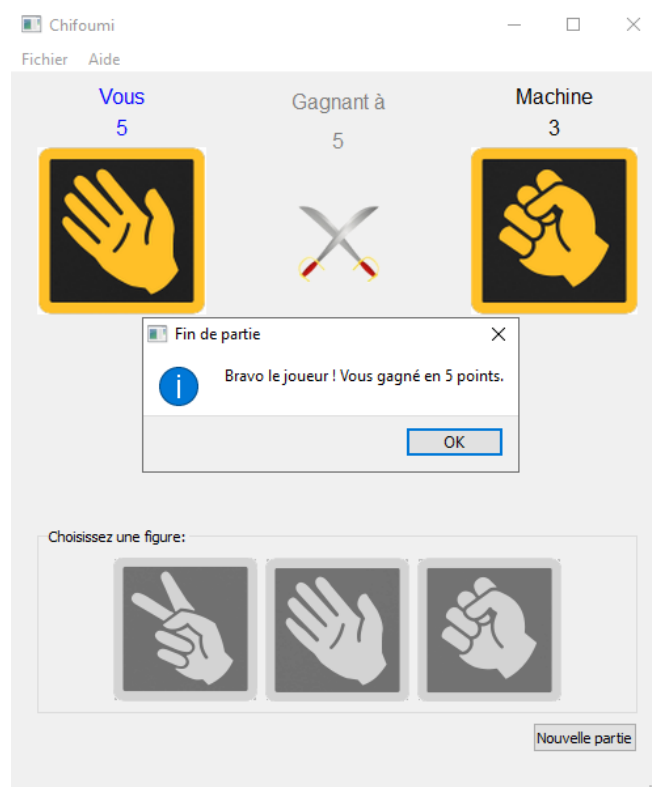 Chifoumi
Fichier Aide
Vous
5
Gagnant à
5
Machine
3
Fin de partie
Bravo le joueur ! Vous gagné en 5 points.
OK
Choisissez une figure:
Nouvelle partie